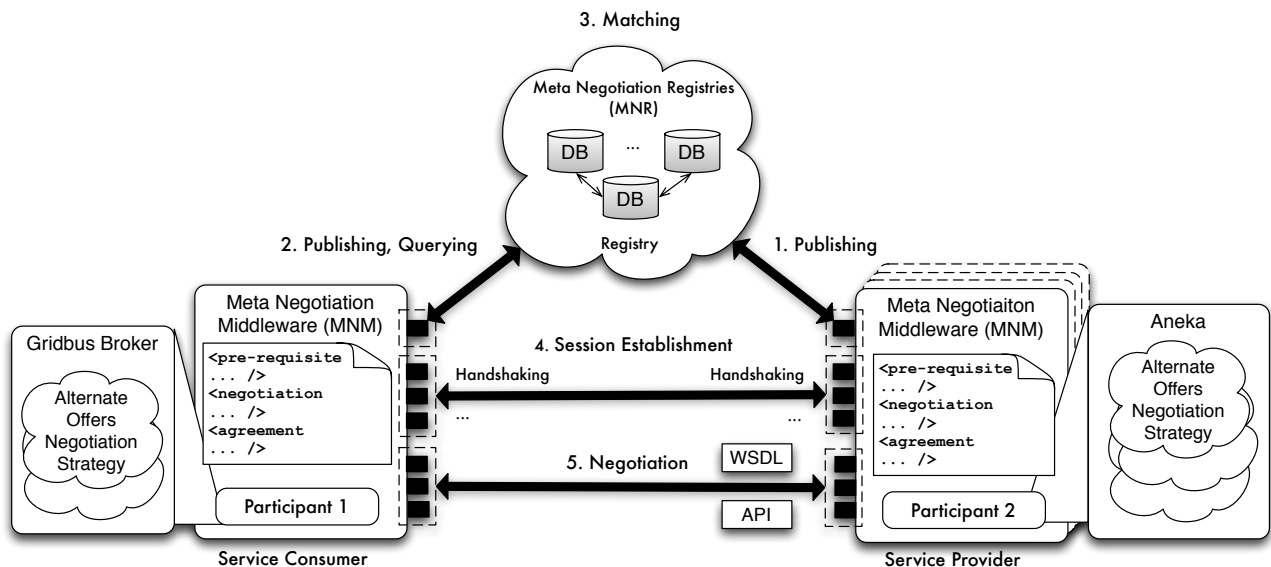 3. Matching
Meta Negotiation Registries
(MNR)
DB
...
DB
DB
Registry
2. Publishing, Querying
1. Publishing
Gridbus Broker
Alternate
Offers
Negotiation
Strategy
Meta Negotiation
Middleware (MNM)
<pre-requisite
... />
<negotiation
... />
<agreement
... />
Participant 1
Service Consumer
4. Session Establishment
Handshaking
Handshaking
...
...
5. Negotiation
WSDL
API
Meta Negotiaiton
Middleware (MNM)
<pre-requisite
... />
<negotiation
... />
<agreement
... />
Participant 2
Service Provider
Aneka
Alternate
Offers
Negotiation
Strategy